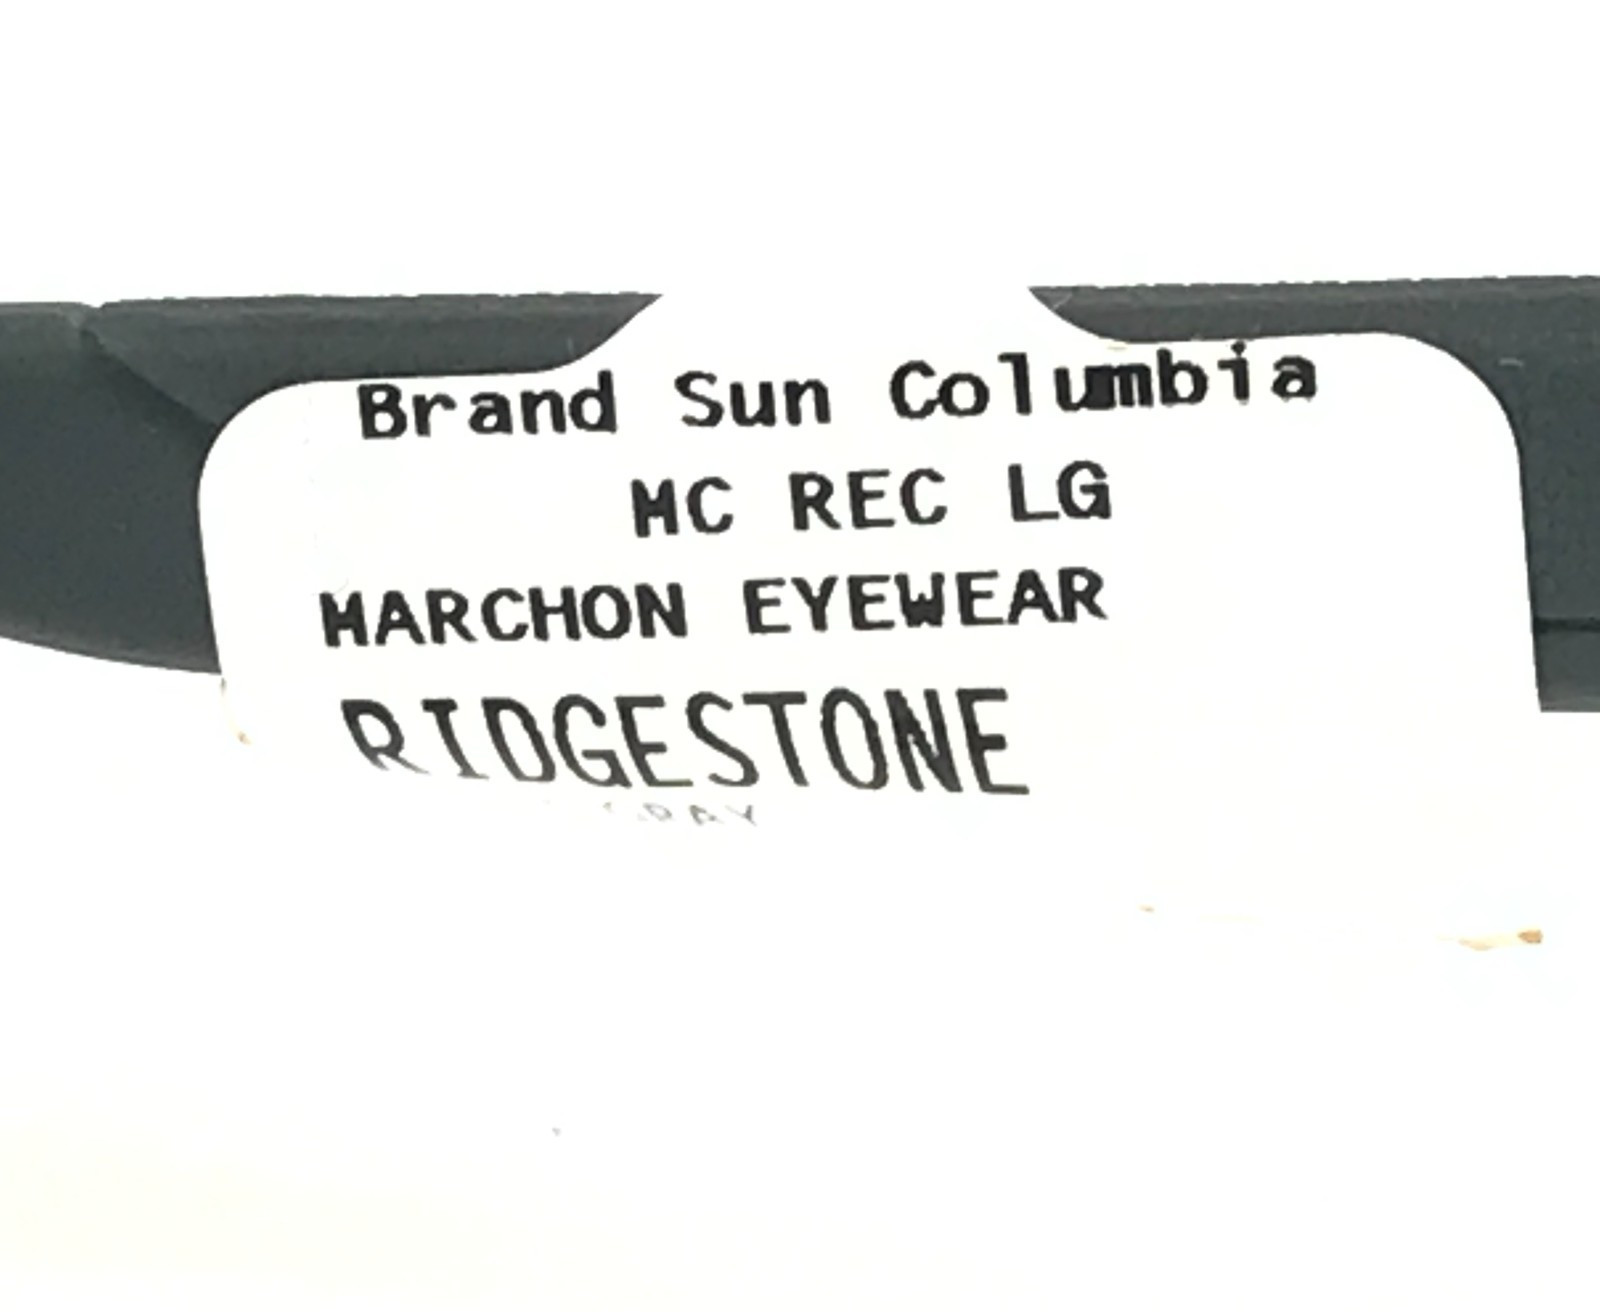 Brand Sun Columbia
MC REC LG
MARCHON EYEWEAR
RIDGESTONE